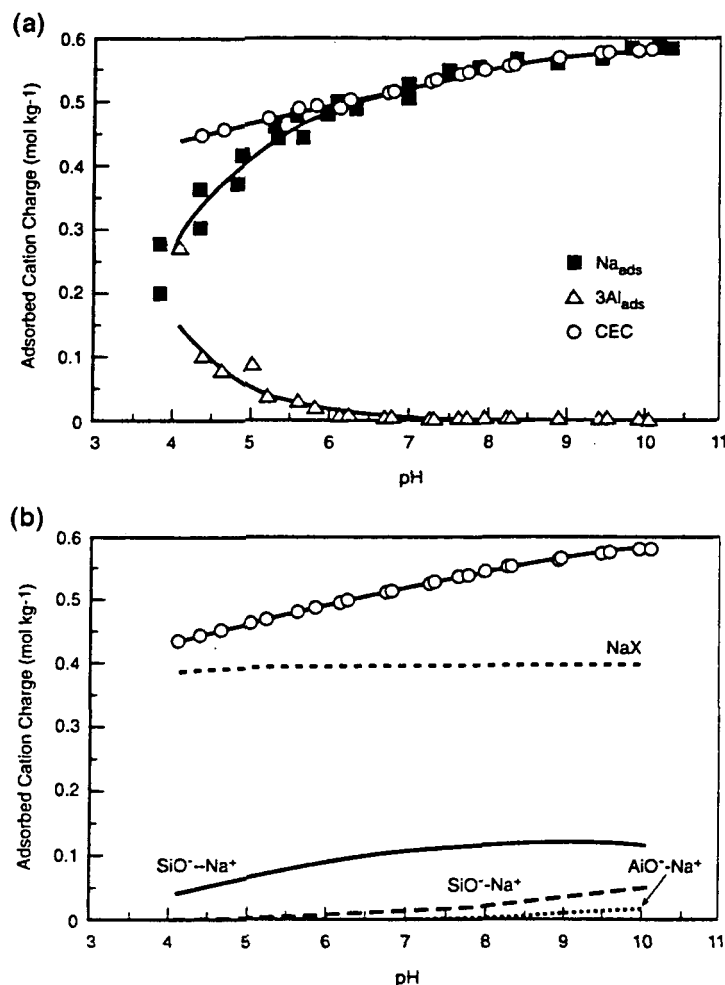 (a)
0.6
0.5
0.4
0.3
0.2
0.1
0
Adsorbed Cation Charge (mol kg-1)
Na_ads
3Al_ads
CEC
3 4 5 6 7 8 9 10 11
pH
(b)
0.6
0.5
0.4
0.3
0.2
0.1
0
Adsorbed Cation Charge (mol kg-1)
NaX
SiO⁻--Na⁺
SiO⁻-Na⁺
AiO⁻-Na⁺
3 4 5 6 7 8 9 10 11
pH